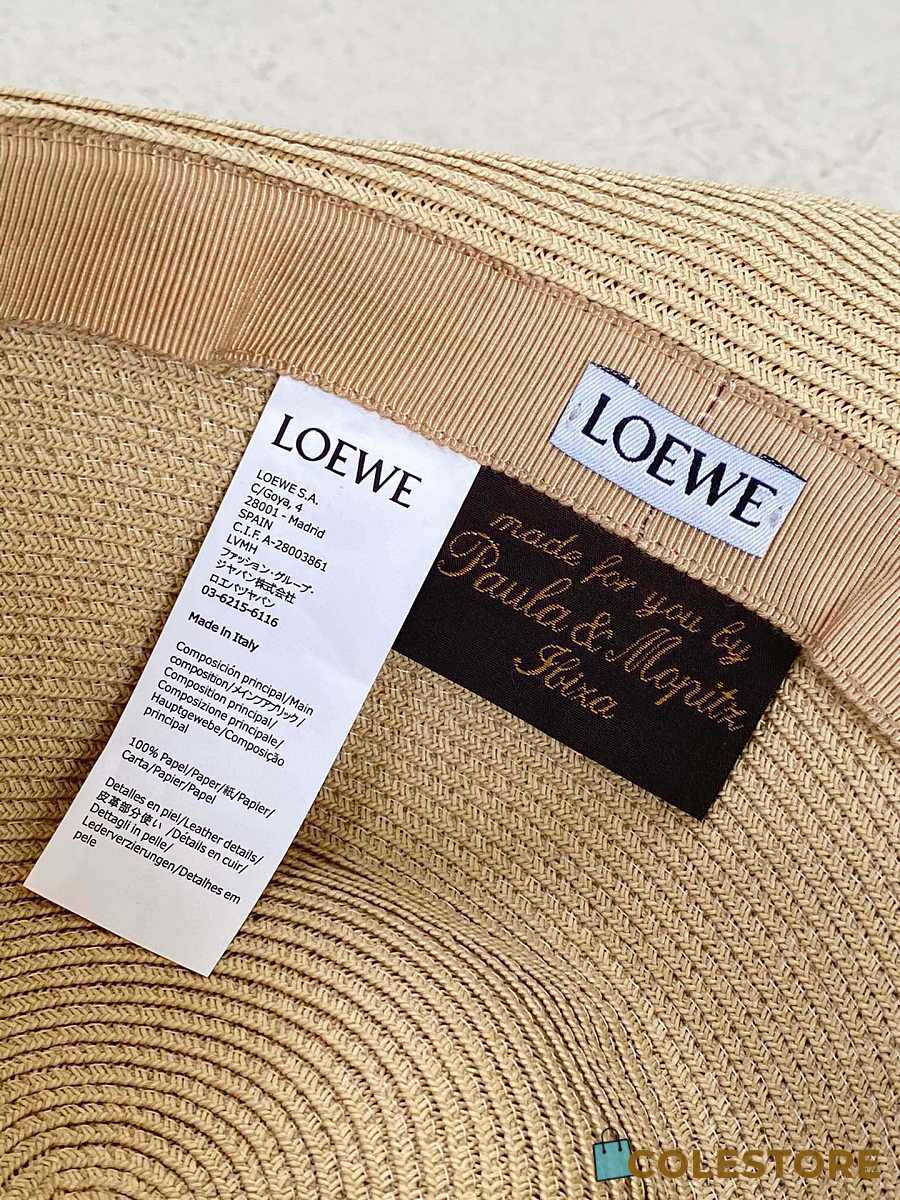 LOEWE
LOEWE S.A.
C/Goya, 4
28001 - Madrid
SPAIN
C.I.F. A-28003861
LVMH
ファッション・グループ・
ジャパン株式会社
ロエベジャパン
03-6215-6116
Made in Italy
Composición principal/Main
composition/メインファブリック/
Composition principal/
Composizione principale/
Hauptgewebe/Composição
principal
100% Papel/Paper/紙/Papier/
Carta/Papier/Papel
Detalles en piel/Leather details/
皮革部分使い /Détails en cuir/
Dettagli in pelle/
Lederverzierungen/Detalhes em
pele
LOEWE
made for you by
Paula & Mopitz
Ibiza
COLESTORE